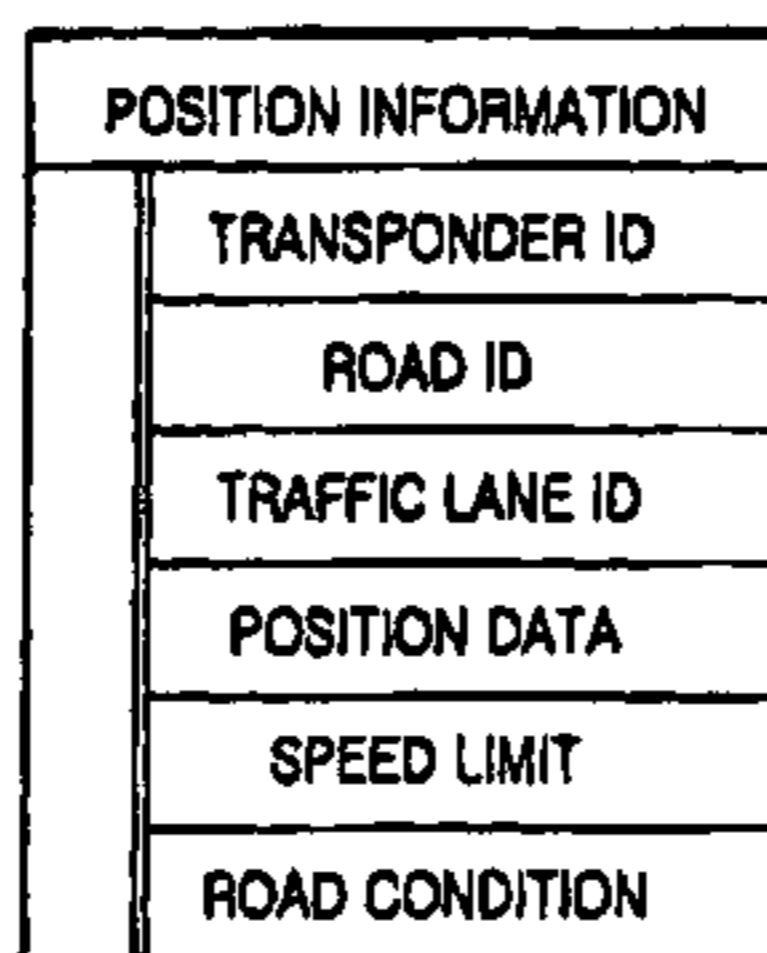 POSITION INFORMATION
TRANSPONDER ID
ROAD ID
TRAFFIC LANE ID
POSITION DATA
SPEED LIMIT
ROAD CONDITION